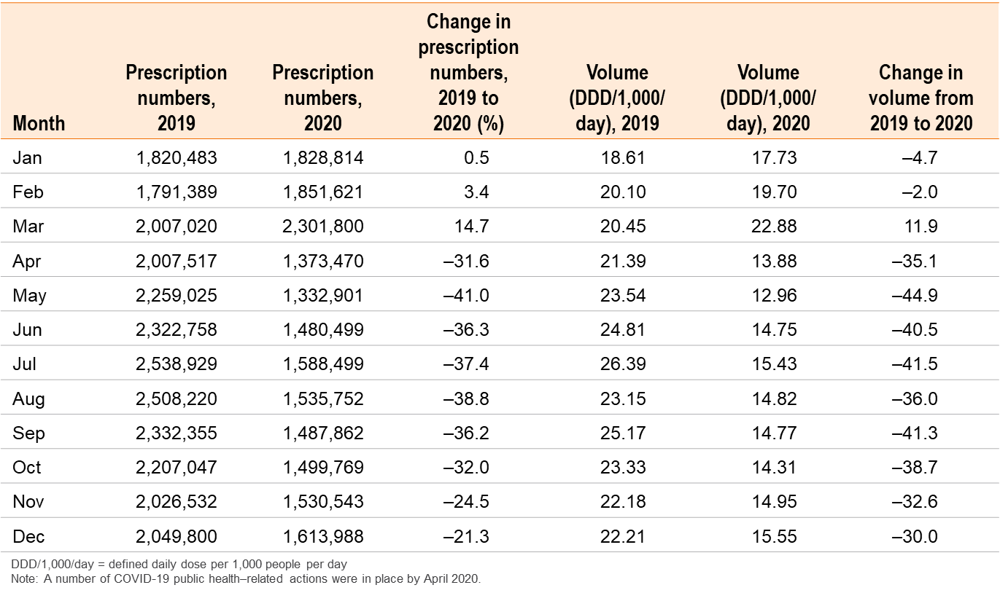 Change in
prescription
Prescription Prescription numbers, Volume Volume Change in
numbers, numbers, 2019 to (DDD/1,000/ (DDD/1,000/ volume from
Month 2019 2020 2020 (%) day), 2019 day), 2020 2019 to 2020
Jan 1,820,483 1,828,814 0.5 18.61 17.73 –4.7
Feb 1,791,389 1,851,621 3.4 20.10 19.70 –2.0
Mar 2,007,020 2,301,800 14.7 20.45 22.88 11.9
Apr 2,007,517 1,373,470 –31.6 21.39 13.88 –35.1
May 2,259,025 1,332,901 –41.0 23.54 12.96 –44.9
Jun 2,322,758 1,480,499 –36.3 24.81 14.75 –40.5
Jul 2,538,929 1,588,499 –37.4 26.39 15.43 –41.5
Aug 2,508,220 1,535,752 –38.8 23.15 14.82 –36.0
Sep 2,332,355 1,487,862 –36.2 25.17 14.77 –41.3
Oct 2,207,047 1,499,769 –32.0 23.33 14.31 –38.7
Nov 2,026,532 1,530,543 –24.5 22.18 14.95 –32.6
Dec 2,049,800 1,613,988 –21.3 22.21 15.55 –30.0
DDD/1,000/day = defined daily dose per 1,000 people per day
Note: A number of COVID-19 public health–related actions were in place by April 2020.